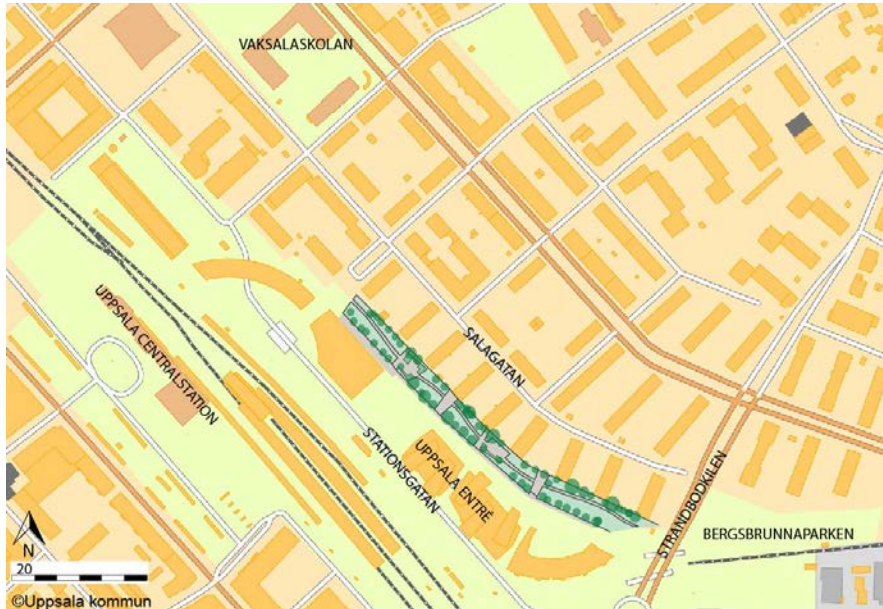 VAKSALASKOLAN
UPPSALA CENTRALSTATION
SALAGATAN
STATIONSGATAN
UPPSALA ENTRÉ
STRANDBODKILEN
BERGSBRUNNAPARKEN
N
20
©Uppsala kommun